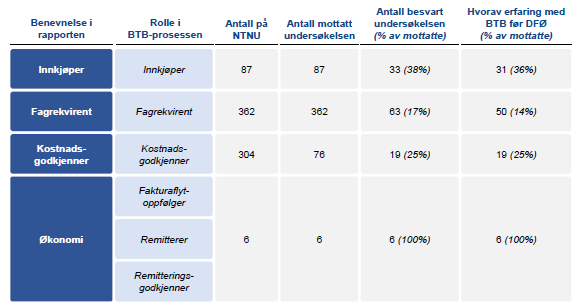 Benevnelse i rapporten | Rolle i BTB-prosessen | Antall på NTNU | Antall mottatt undersøkelsen | Antall besvart undersøkelsen (% av mottatte) | Hvorav erfaring med BTB før DFØ (% av mottatte)
Innkjøper | Innkjøper | 87 | 87 | 33 (38%) | 31 (36%)
Fagrekvirent | Fagrekvirent | 362 | 362 | 63 (17%) | 50 (14%)
Kostnads-godkjenner | Kostnads-godkjenner | 304 | 76 | 19 (25%) | 19 (25%)
Økonomi | Fakturaflyt-oppfølger
Remitterer | 6 | 6 | 6 (100%) | 6 (100%)
Remitterings-godkjenner